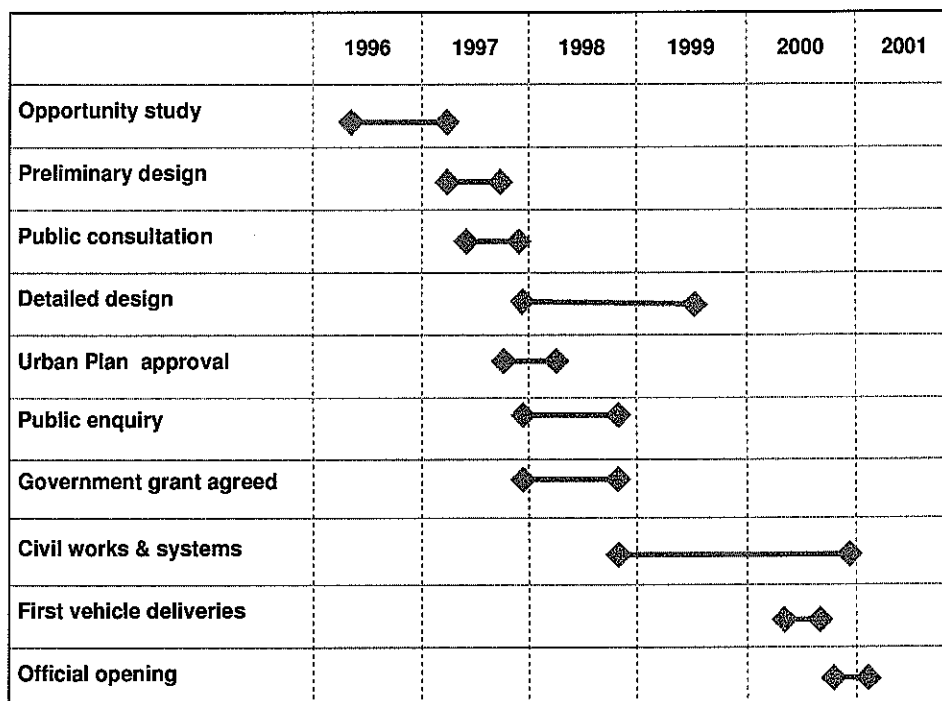 1996 1997 1998 1999 2000 2001
Opportunity study
Preliminary design
Public consultation
Detailed design
Urban Plan approval
Public enquiry
Government grant agreed
Civil works & systems
First vehicle deliveries
Official opening